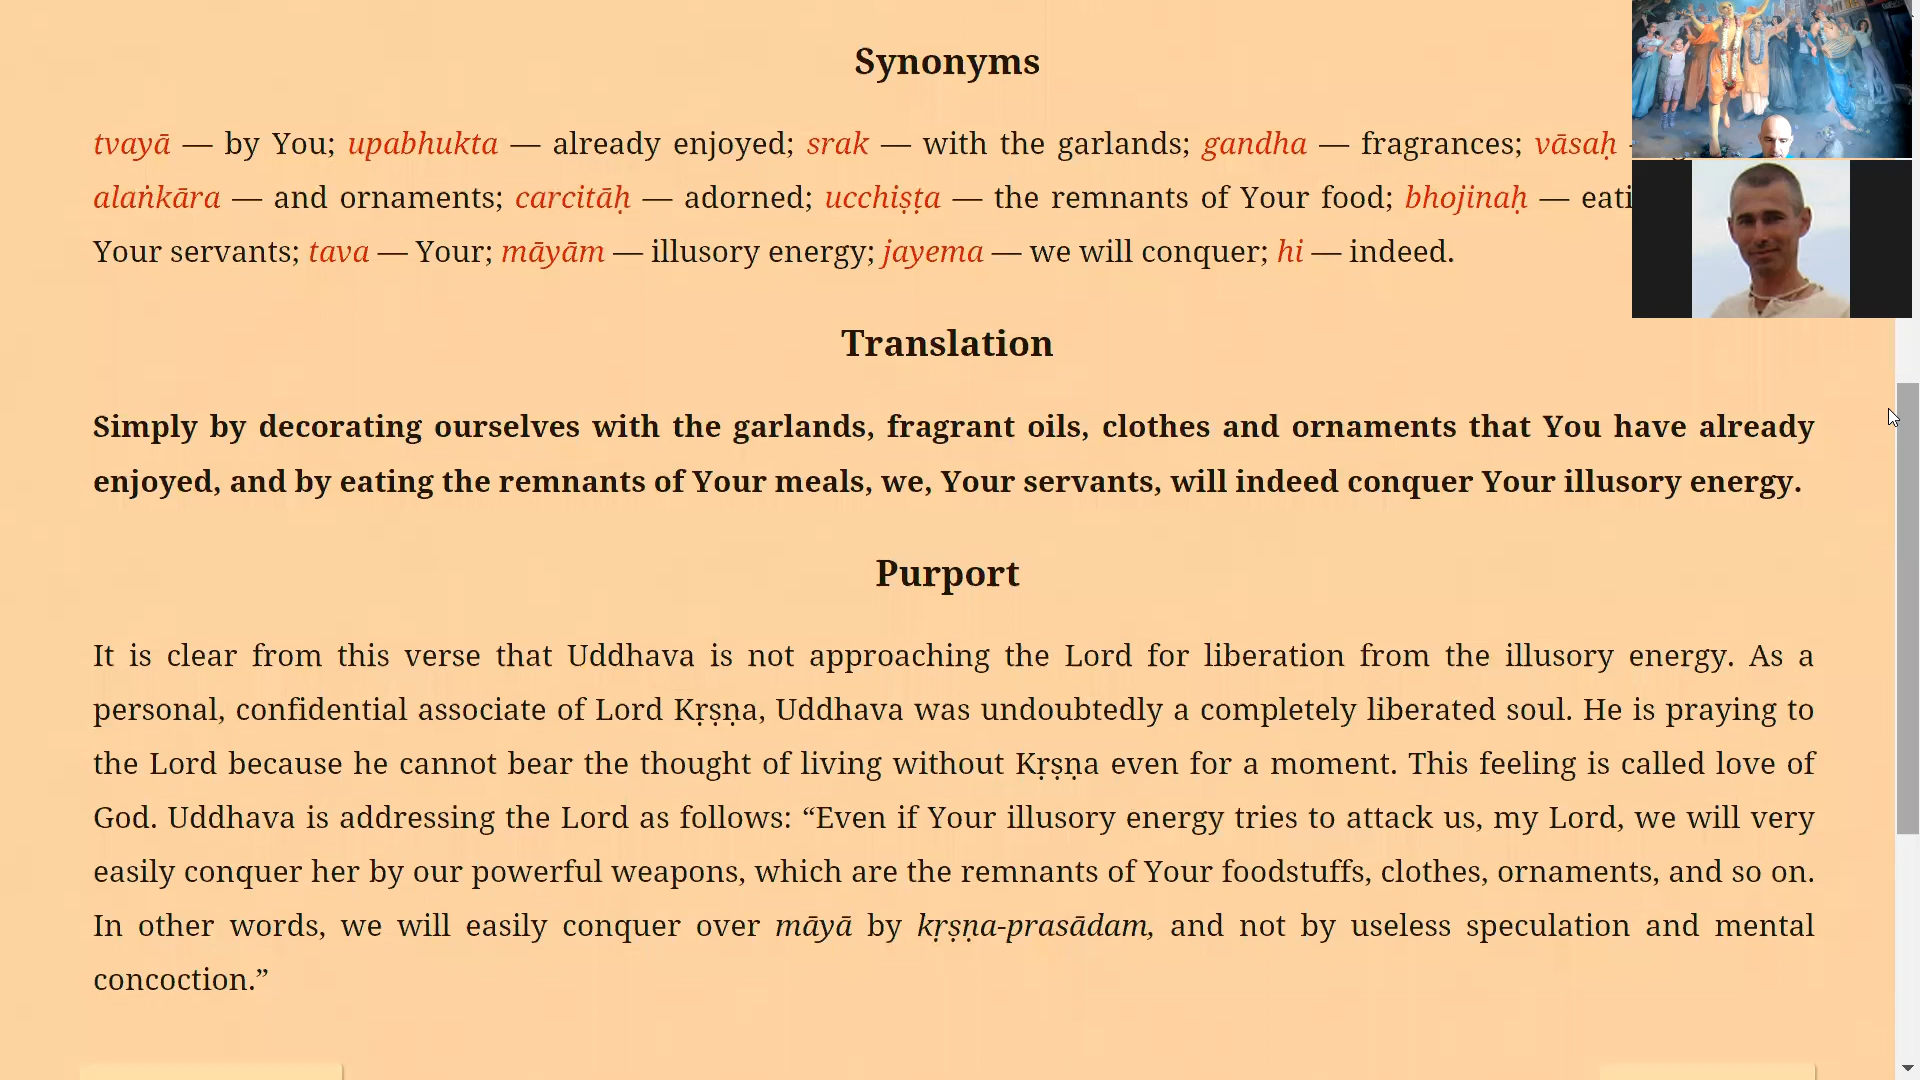 Synonyms
tvayā — by You; upabhukta — already enjoyed; srak — with the garlands; gandha — fragrances; vāsaḥ
alaṅkāra — and ornaments; carcitāḥ — adorned; ucchiṣṭa — the remnants of Your food; bhojinaḥ —
Your servants; tava — Your; māyām — illusory energy; jayema — we will conquer; hi — indeed.
Translation
Simply by decorating ourselves with the garlands, fragrant oils, clothes and ornaments that You have already
enjoyed, and by eating the remnants of Your meals, we, Your servants, will indeed conquer Your illusory energy.
Purport
It is clear from this verse that Uddhava is not approaching the Lord for liberation from the illusory energy. As a
personal, confidential associate of Lord Kṛṣṇa, Uddhava was undoubtedly a completely liberated soul. He is praying to
the Lord because he cannot bear the thought of living without Kṛṣṇa even for a moment. This feeling is called love of
God. Uddhava is addressing the Lord as follows: “Even if Your illusory energy tries to attack us, my Lord, we will very
easily conquer her by our powerful weapons, which are the remnants of Your foodstuffs, clothes, ornaments, and so on.
In other words, we will easily conquer over māyā by kṛṣṇa-prasādam, and not by useless speculation and mental
concoction.”